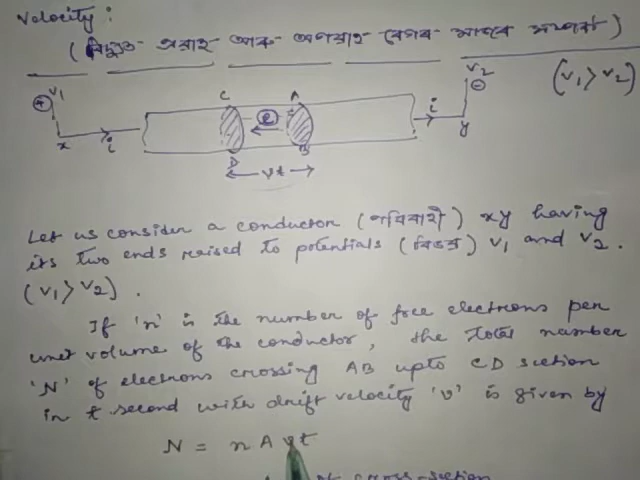 Velocity :
(বিদ্যুত প্রবাহ আৰু অপবাহ বেগৰ মাজৰ সম্পৰ্ক)
V₁ C A V₂ (V₁ > V₂)
+ e −
x i D B i y
vt
Let us consider a conductor (পৰিবাহী) xy having
its two ends raised to potentials (বিভৱ) V₁ and V₂.
(V₁ > V₂).
If 'n' is the number of free electrons per
unit volume of the conductor, the total number
'N' of electrons crossing AB upto CD section
in t second with drift velocity 'v' is given by
N = n A v t
of cross-section